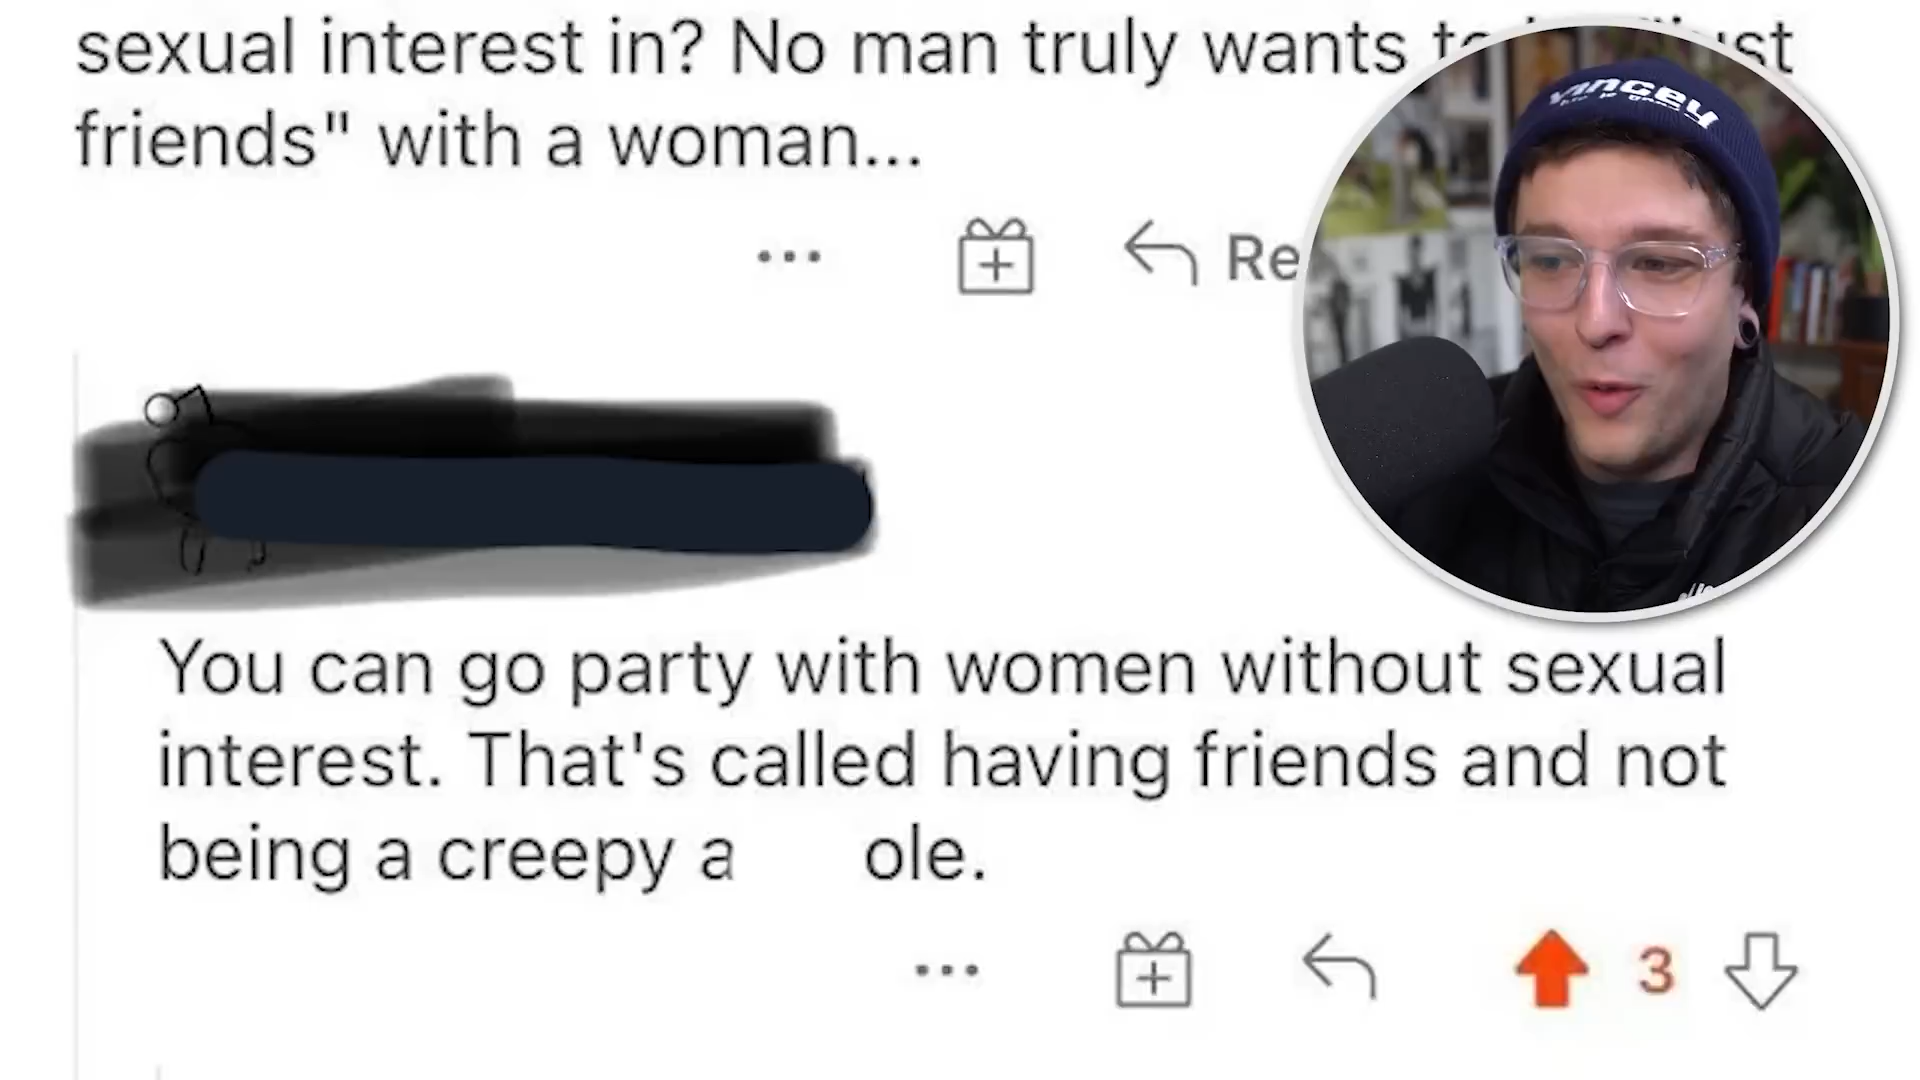 sexual interest in? No man truly wants
friends" with a woman...
Re
vincey
You can go party with women without sexual
interest. That's called having friends and not
being a creepy a ole.
3